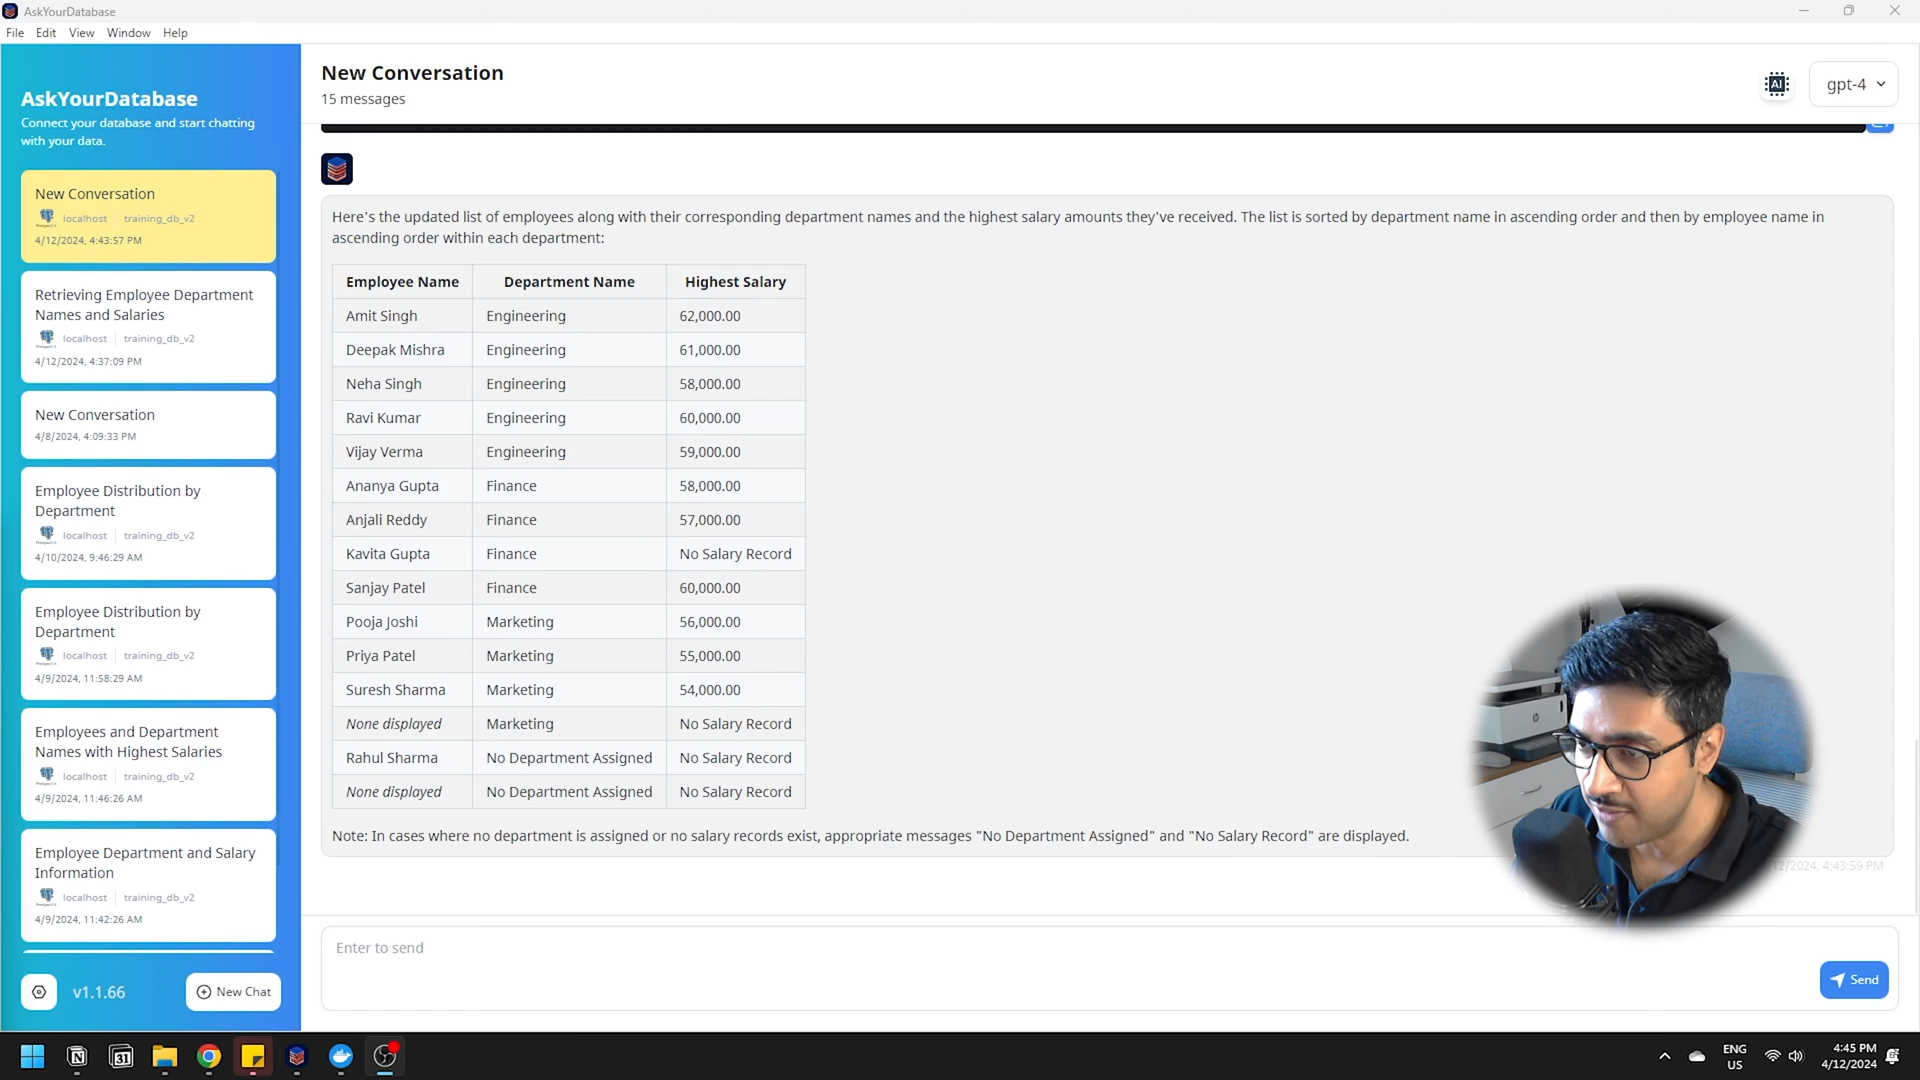 AskYourDatabase
File Edit View Window Help
AskYourDatabase
Connect your database and start chatting
with your data.
New Conversation
localhost training_db_v2
4/12/2024, 4:43:57 PM
Retrieving Employee Department
Names and Salaries
localhost training_db_v2
4/12/2024, 4:37:09 PM
New Conversation
4/8/2024, 4:09:33 PM
Employee Distribution by
Department
localhost training_db_v2
4/10/2024, 9:46:29 AM
Employee Distribution by
Department
localhost training_db_v2
4/9/2024, 11:58:29 AM
Employees and Department
Names with Highest Salaries
localhost training_db_v2
4/9/2024, 11:46:26 AM
Employee Department and Salary
Information
localhost training_db_v2
4/9/2024, 11:42:26 AM
v1.1.66
New Chat
New Conversation
15 messages
AI
gpt-4
Here's the updated list of employees along with their corresponding department names and the highest salary amounts they've received. The list is sorted by department name in ascending order and then by employee name in
ascending order within each department:
Employee Name Department Name Highest Salary
Amit Singh Engineering 62,000.00
Deepak Mishra Engineering 61,000.00
Neha Singh Engineering 58,000.00
Ravi Kumar Engineering 60,000.00
Vijay Verma Engineering 59,000.00
Ananya Gupta Finance 58,000.00
Anjali Reddy Finance 57,000.00
Kavita Gupta Finance No Salary Record
Sanjay Patel Finance 60,000.00
Pooja Joshi Marketing 56,000.00
Priya Patel Marketing 55,000.00
Suresh Sharma Marketing 54,000.00
None displayed Marketing No Salary Record
Rahul Sharma No Department Assigned No Salary Record
None displayed No Department Assigned No Salary Record
Note: In cases where no department is assigned or no salary records exist, appropriate messages "No Department Assigned" and "No Salary Record" are displayed.
12/2024, 4:43:59 PM
Enter to send
Send
31
ENG
US
4:45 PM
4/12/2024